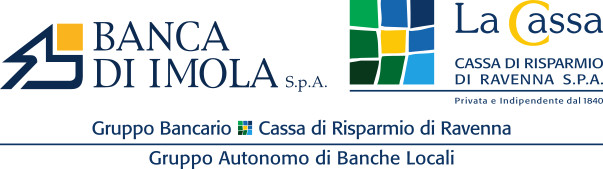 BANCA
DI IMOLA S.p.A.
La Cassa
CASSA DI RISPARMIO
DI RAVENNA S.P.A.
Privata e Indipendente dal 1840
Gruppo Bancario Cassa di Risparmio di Ravenna
Gruppo Autonomo di Banche Locali